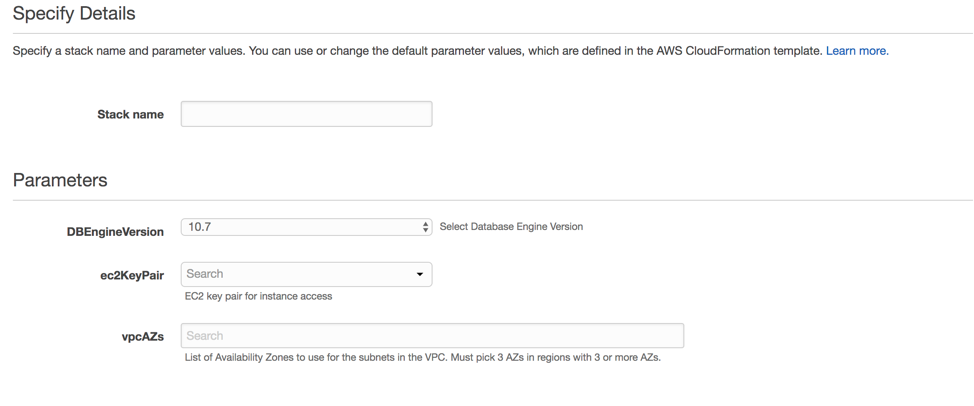 Specify Details
Specify a stack name and parameter values. You can use or change the default parameter values, which are defined in the AWS CloudFormation template. Learn more.
Stack name
Parameters
DBEngineVersion 10.7 Select Database Engine Version
ec2KeyPair Search
EC2 key pair for instance access
vpcAZs Search
List of Availability Zones to use for the subnets in the VPC. Must pick 3 AZs in regions with 3 or more AZs.